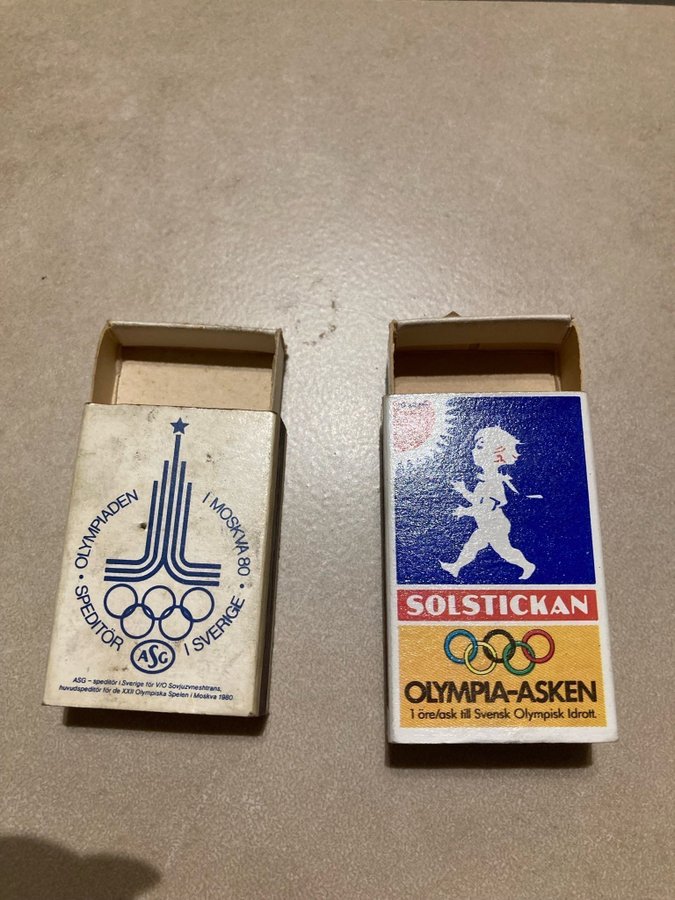 OLYMPIADEN I MOSKVA 80
SPEDITÖR I SVERIGE
ASG
ASG – speditör i Sverige för V/O Sovjuzvneshtrans,
huvudspeditör för de XXII Olympiska Spelen i Moskva 1980.
SOLSTICKAN
OLYMPIA-ASKEN
1 öre/ask till Svensk Olympisk Idrott.